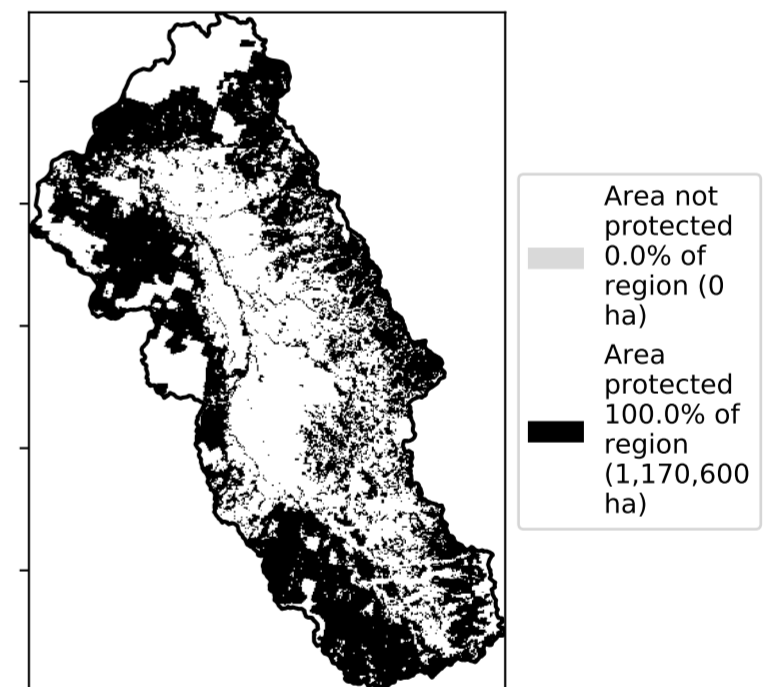 Area not
protected
0.0% of
region (0
ha)
Area
protected
100.0% of
region
(1,170,600
ha)